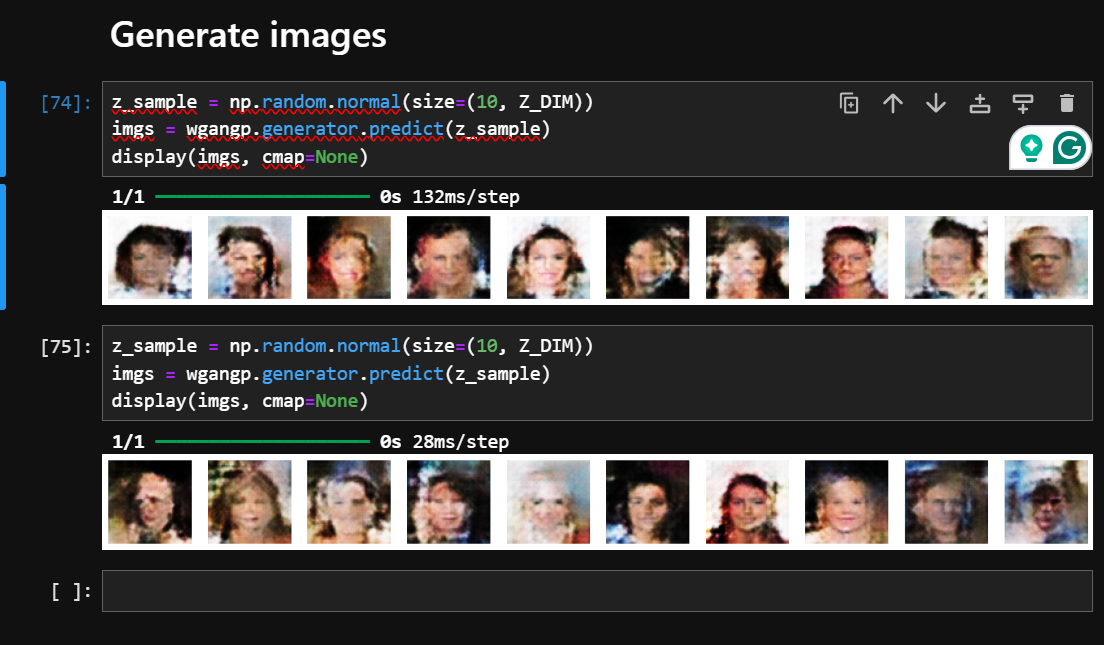 Generate images
[74]:
z_sample = np.random.normal(size=(10, Z_DIM))
imgs = wgangp.generator.predict(z_sample)
display(imgs, cmap=None)
1/1 0s 132ms/step
[75]:
z_sample = np.random.normal(size=(10, Z_DIM))
imgs = wgangp.generator.predict(z_sample)
display(imgs, cmap=None)
1/1 0s 28ms/step
[ ]: